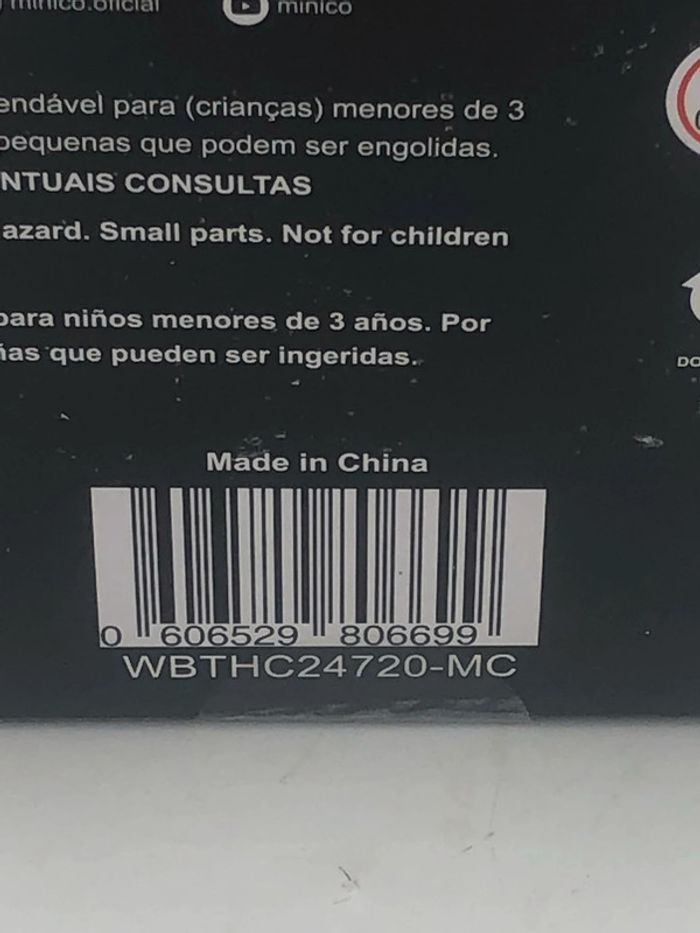 minico.oficial minico
endável para (crianças) menores de 3
pequenas que podem ser engolidas.
NTUAIS CONSULTAS
azard. Small parts. Not for children
para niños menores de 3 años. Por
ñas que pueden ser ingeridas.
Made in China
0 606529 806699
WBTHC24720-MC